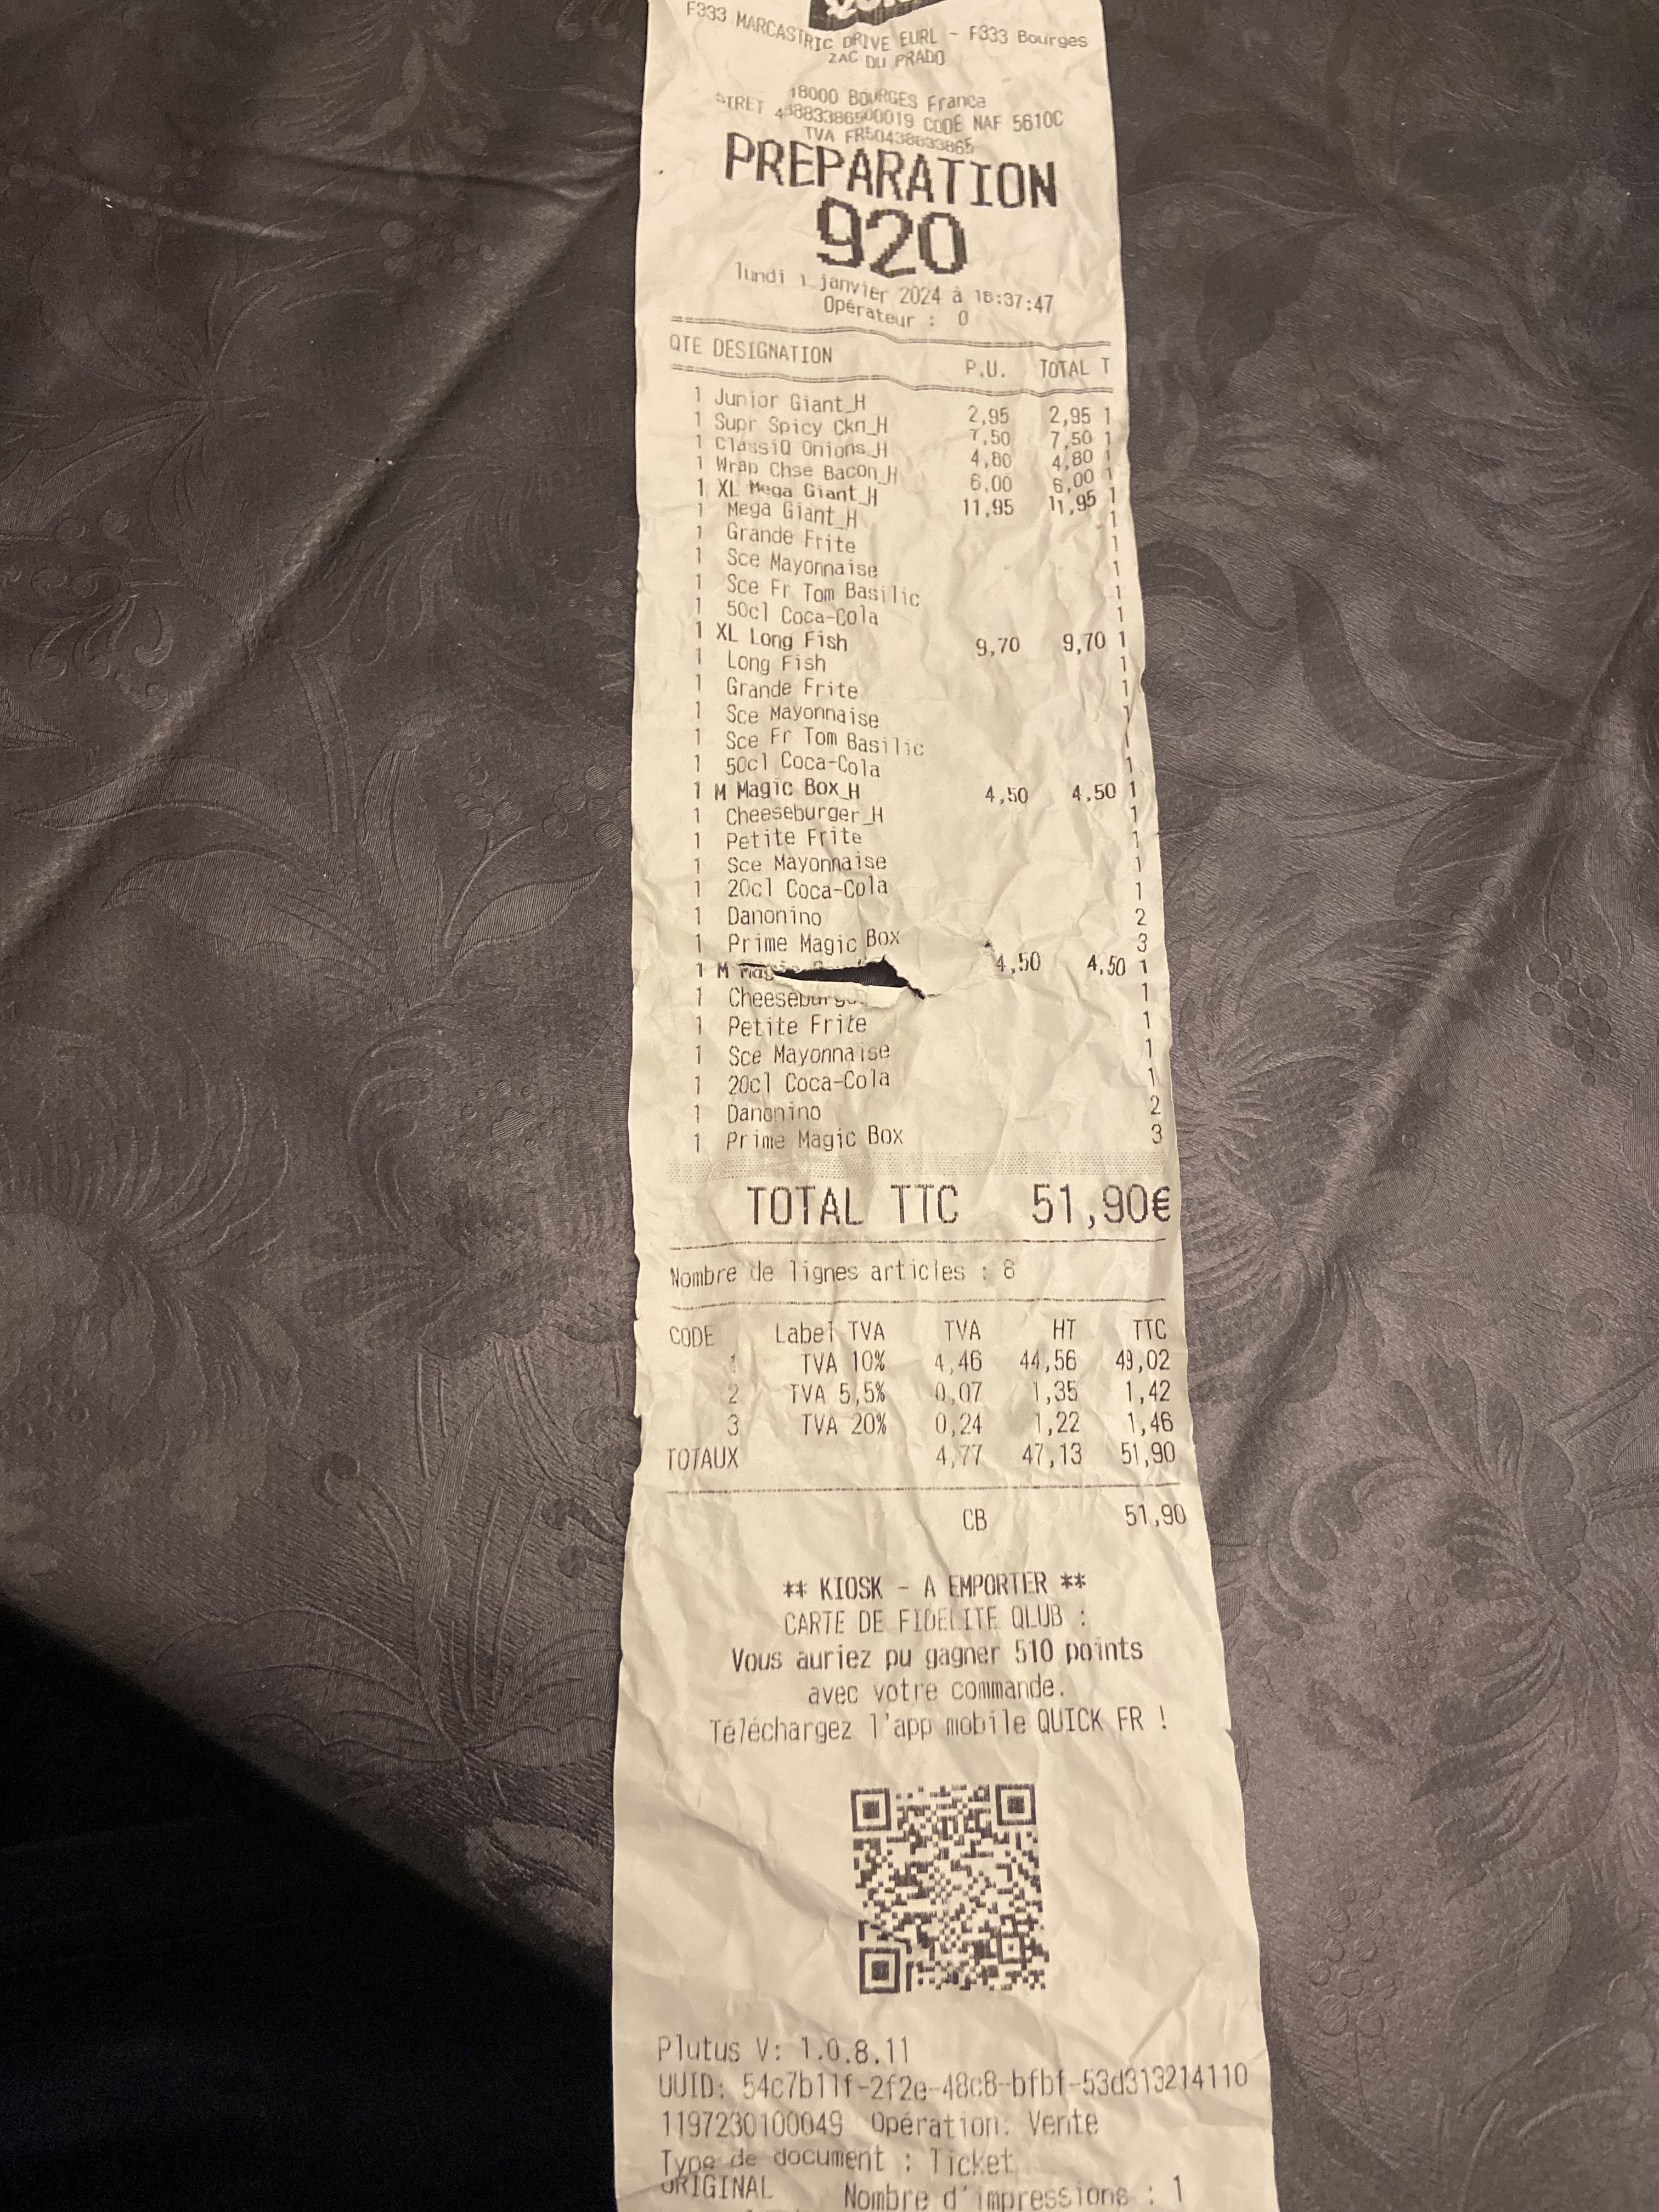 F333 MARCASTRIC DRIVE EURL - F333 Bourges
ZAC DU PRADO
18000 BOURGES France
SIRET 43883386500019 CODE NAF 5610C
TVA
PREPARATION
920
lundi 1 janvier 2024 à 18:37:47
Opérateur : 0
QTE DESIGNATION P.U. TOTAL T
1 Junior Giant_H 2,95 2,95 1
1 Supr Spicy Ckn_H 7,50 7,50 1
1 ClassiQ Onions_H 4,80 4,80 1
1 Wrap Chse Bacon_H 6,00 6,00 1
1 XL Mega Giant_H 11,95 11,95 1
1 Mega Giant_H 1
1 Grande Frite 1
1 Sce Mayonnaise 1
1 Sce Fr Tom Basilic 1
1 50cl Coca-Cola 1
1 XL Long Fish 9,70 9,70 1
1 Long Fish 1
1 Grande Frite 1
1 Sce Mayonnaise 1
1 Sce Fr Tom Basilic 1
1 50cl Coca-Cola 1
1 M Magic Box_H 4,50 4,50 1
1 Cheeseburger_H 1
1 Petite Frite 1
1 Sce Mayonnaise 1
1 20cl Coca-Cola 1
1 Danonino 2
1 Prime Magic Box 3
1 M 4,50 4,50 1
1 1
1 Petite Frite 1
1 Sce Mayonnaise 1
1 20cl Coca-Cola 1
1 Danonino 2
1 Prime Magic Box 3
TOTAL TTC 51,90€
Nombre de lignes articles : 8
CODE Label TVA TVA HT TTC
1 TVA 10% 4,46 44,56 49,02
2 TVA 5,5% 0,07 1,35 1,42
3 TVA 20% 0,24 1,22 1,46
TOTAUX 4,77 47,13 51,90
CB 51,90
** KIOSK - A EMPORTER **
CARTE DE FIDELITE QLUB :
Vous auriez pu gagner 510 points
avec votre commande.
Téléchargez l'app mobile QUICK FR !
Plutus V: 1.0.8.11
UUID: 54c7b11f-2f2e-48c8-bfbf-53d313214110
1197230100049 Opération: Vente
Type de document : Ticket
ORIGINAL Nombre d'impressions : 1